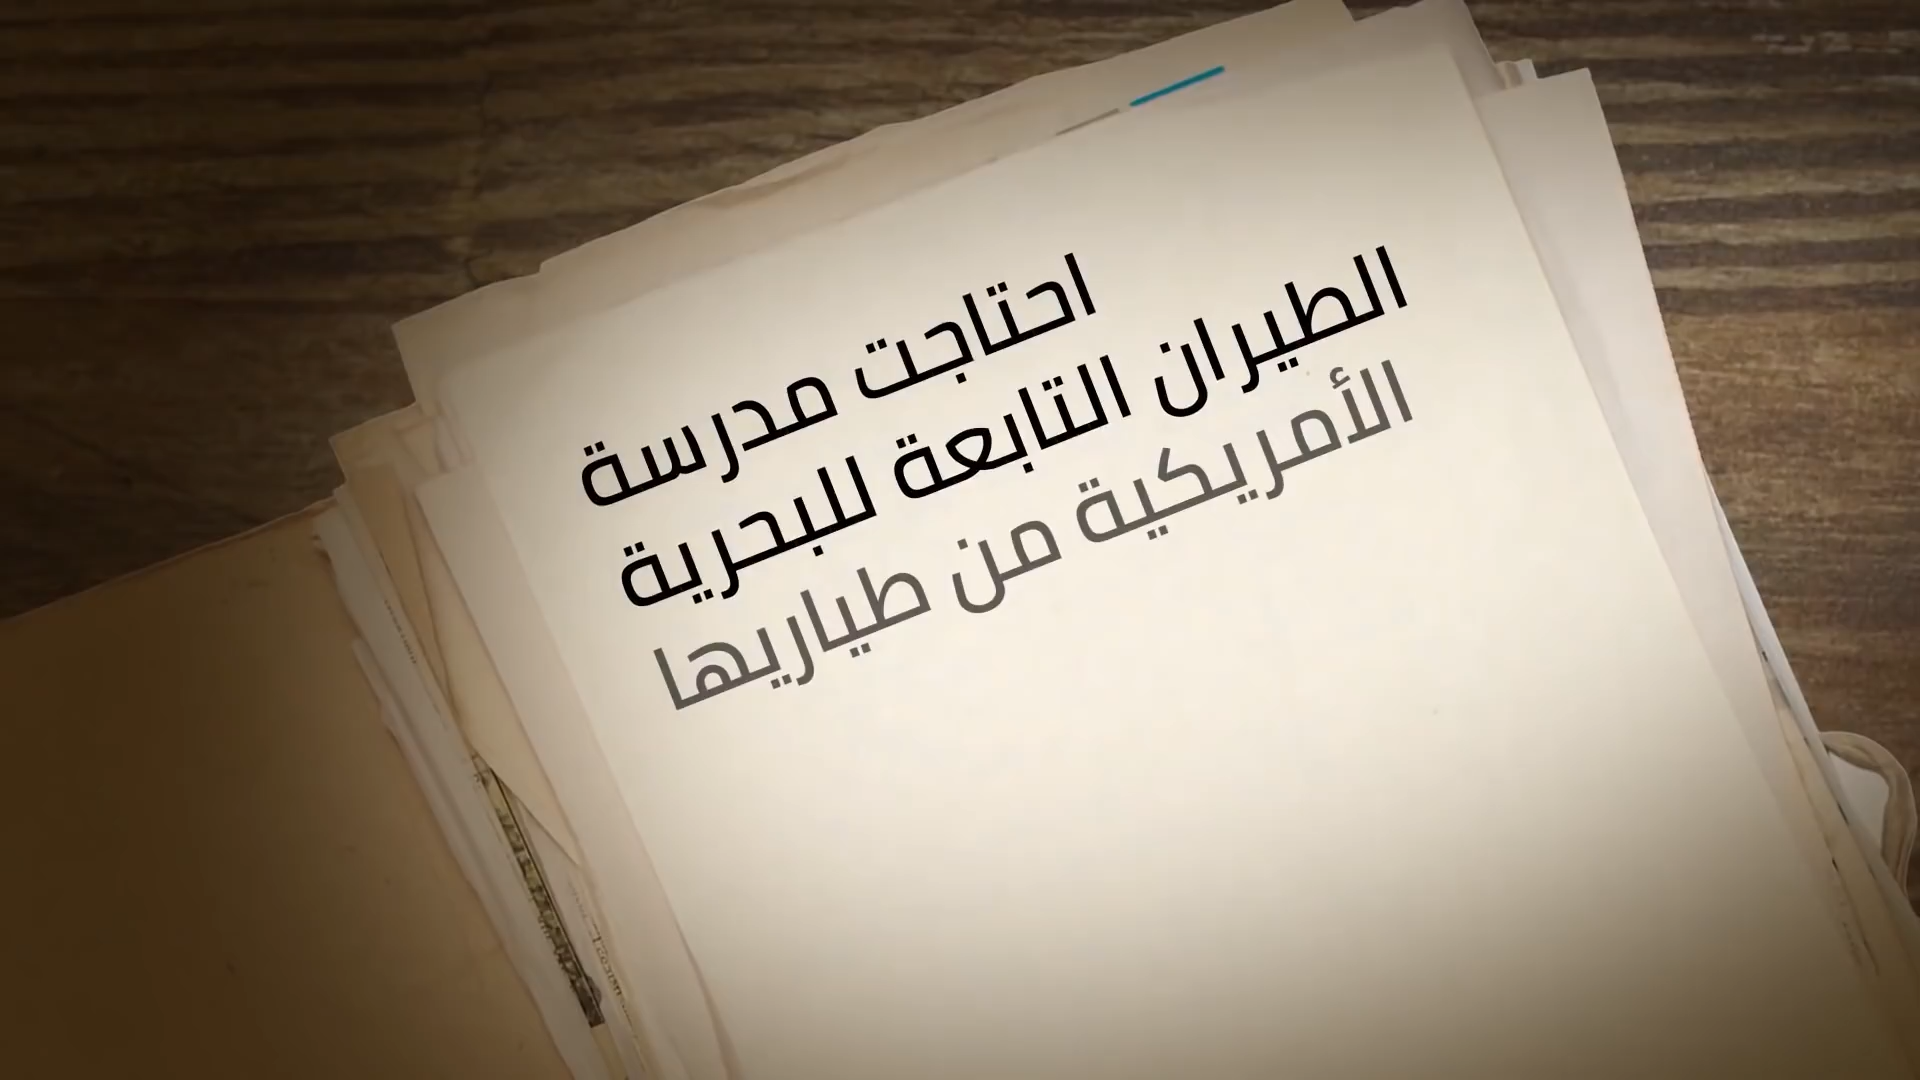 احتاجت مدرسة
الطيران التابعة للبحرية
الأمريكية من طياريها